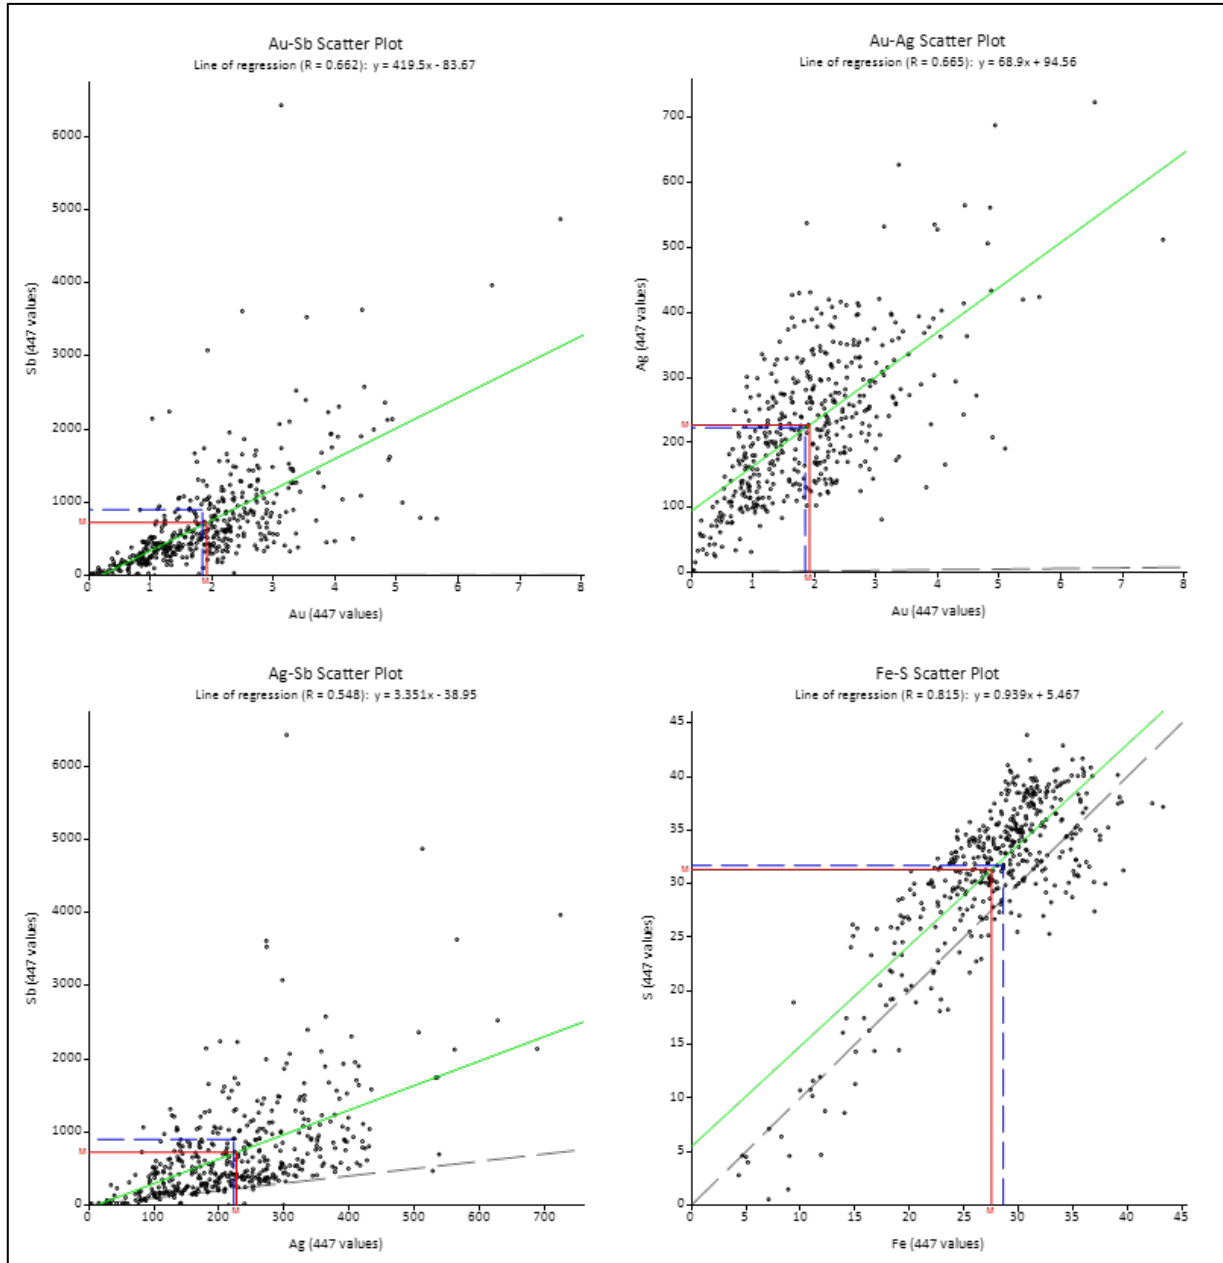 Au-Sb Scatter Plot
Line of regression (R = 0.662): y = 419.5x - 83.67
6000
5000
4000
3000
2000
1000
M
0
Sb (447 values)
0 1 2 3 4 5 6 7 8
M
Au (447 values)
Au-Ag Scatter Plot
Line of regression (R = 0.665): y = 68.9x + 94.56
700
600
500
400
300
200
100
0
M
Ag (447 values)
0 1 2 3 4 5 6 7 8
M
Au (447 values)
Ag-Sb Scatter Plot
Line of regression (R = 0.548): y = 3.351x - 38.95
6000
5000
4000
3000
2000
1000
M
0
Sb (447 values)
0 100 200 300 400 500 600 700
M
Ag (447 values)
Fe-S Scatter Plot
Line of regression (R = 0.815): y = 0.939x + 5.467
45
40
35
M
30
25
20
15
10
5
0
S (447 values)
0 5 10 15 20 25 30 35 40 45
M
Fe (447 values)